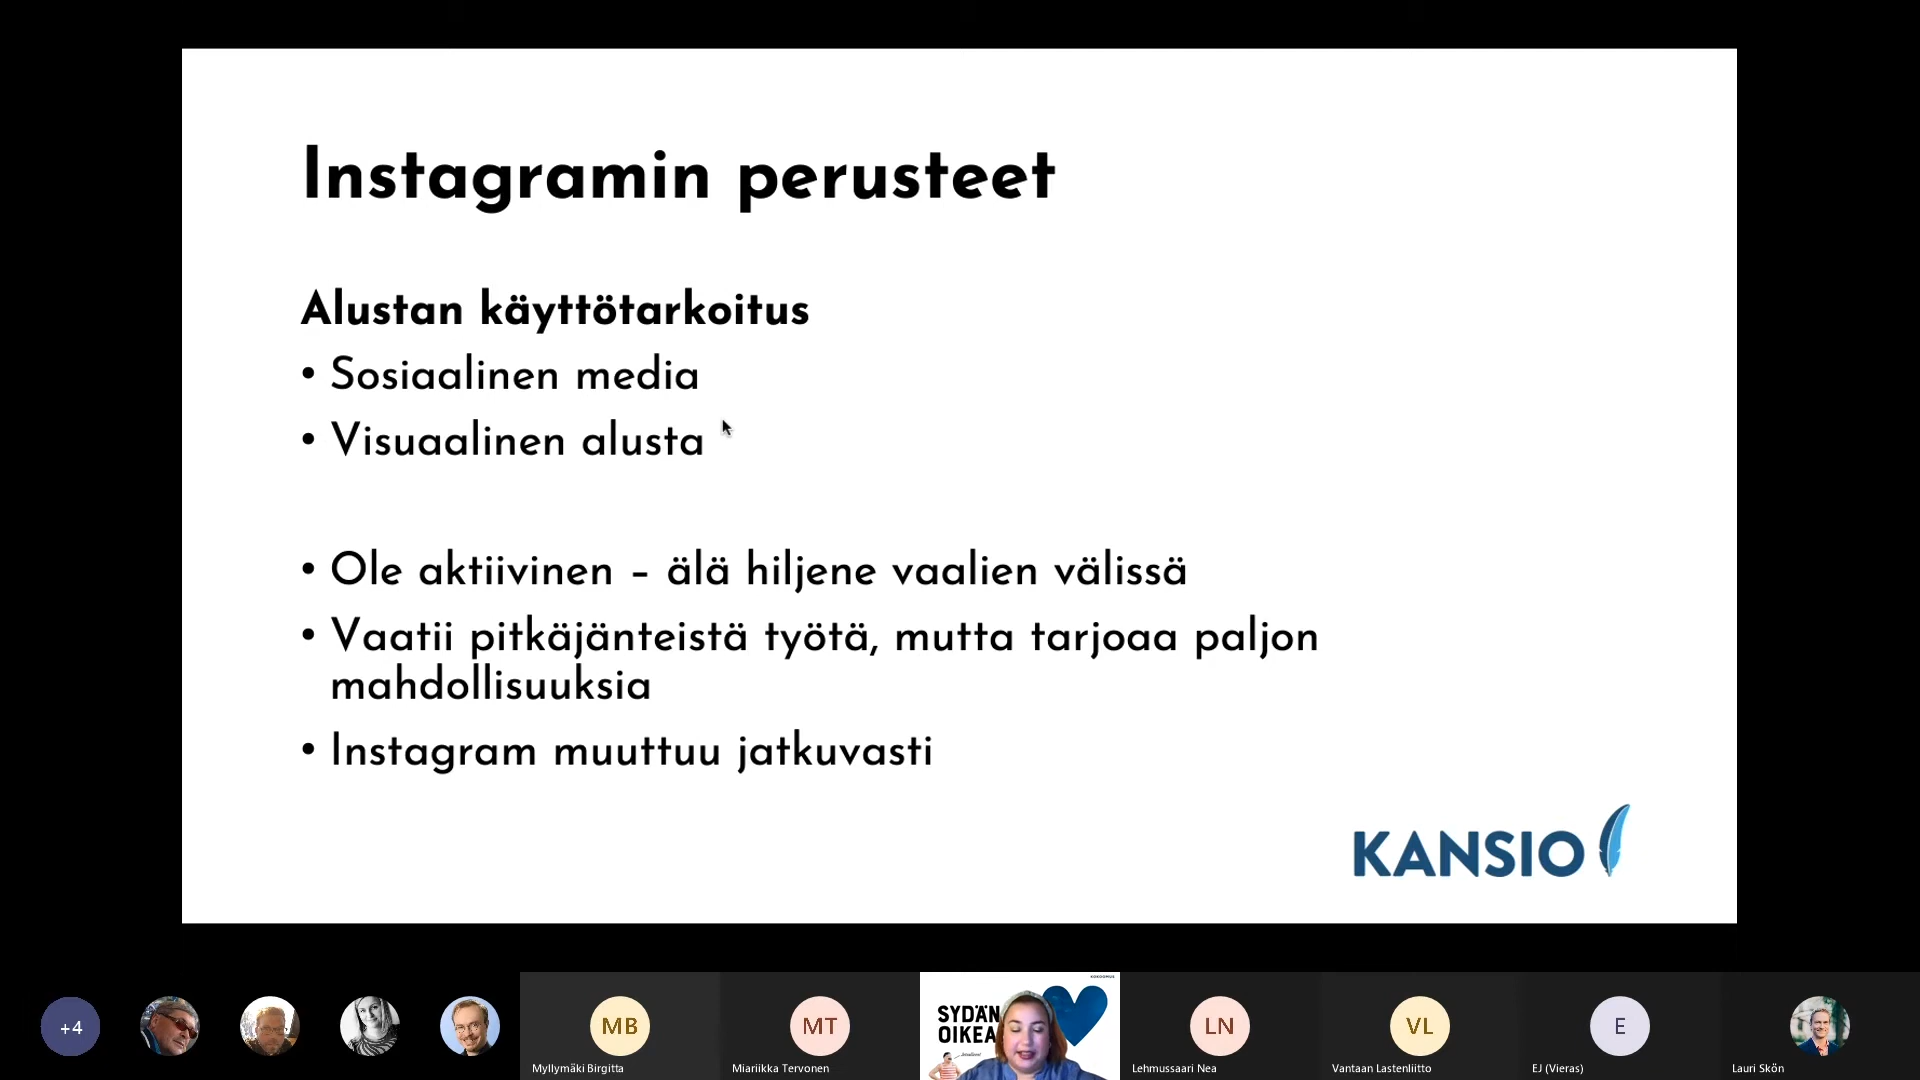 Instagramin perusteet
Alustan käyttötarkoitus
• Sosiaalinen media
• Visuaalinen alusta
• Ole aktiivinen – älä hiljene vaalien välissä
• Vaatii pitkäjänteistä työtä, mutta tarjoaa paljon
mahdollisuuksia
• Instagram muuttuu jatkuvasti
KANSIO
+4
MB
Myllymäki Birgitta
MT
Miariikka Tervonen
SYDÄN
OIKEA
LN
Lehmussaari Nea
VL
Vantaan Lastenliitto
E
EJ (Vieras)
Lauri Skön